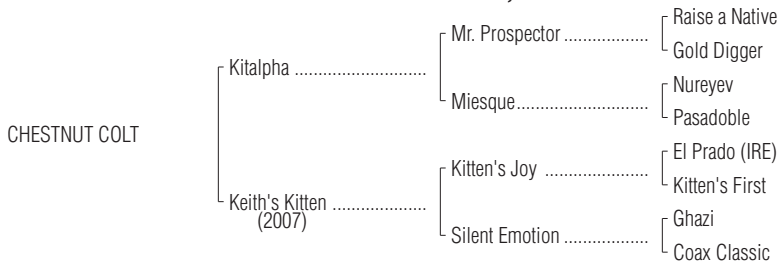 Raise a Native
Mr. Prospector ..................
Gold Digger
Kitalpha ............................
Nureyev
Miesque............................
Pasadoble
CHESTNUT COLT
El Prado (IRE)
Kitten's Joy ......................
Kitten's First
Keith's Kitten ....................
(2007)
Ghazi
Silent Emotion ..................
Coax Classic